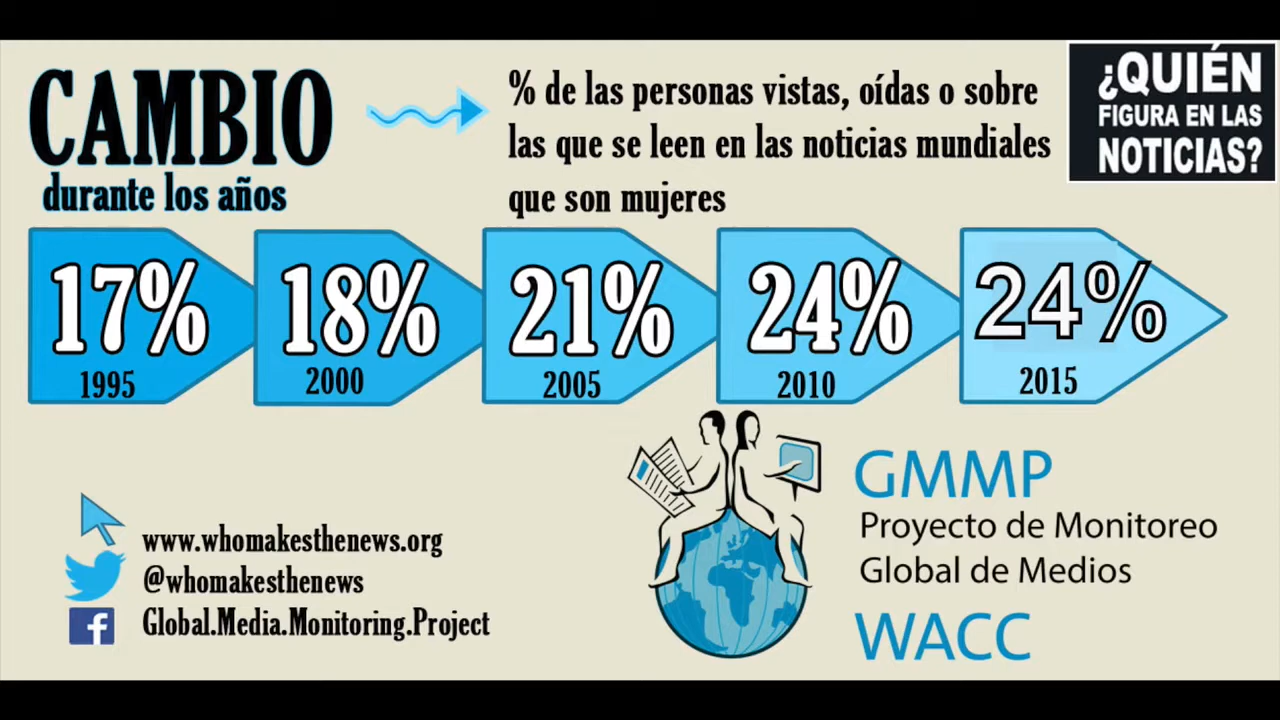 CAMBIO
durante los años
% de las personas vistas, oídas o sobre
las que se leen en las noticias mundiales
que son mujeres
¿QUIÉN
FIGURA EN LAS
NOTICIAS?
17%
1995
18%
2000
21%
2005
24%
2010
24%
2015
www.whomakesthenews.org
@whomakesthenews
f Global.Media.Monitoring.Project
GMMP
Proyecto de Monitoreo
Global de Medios
WACC